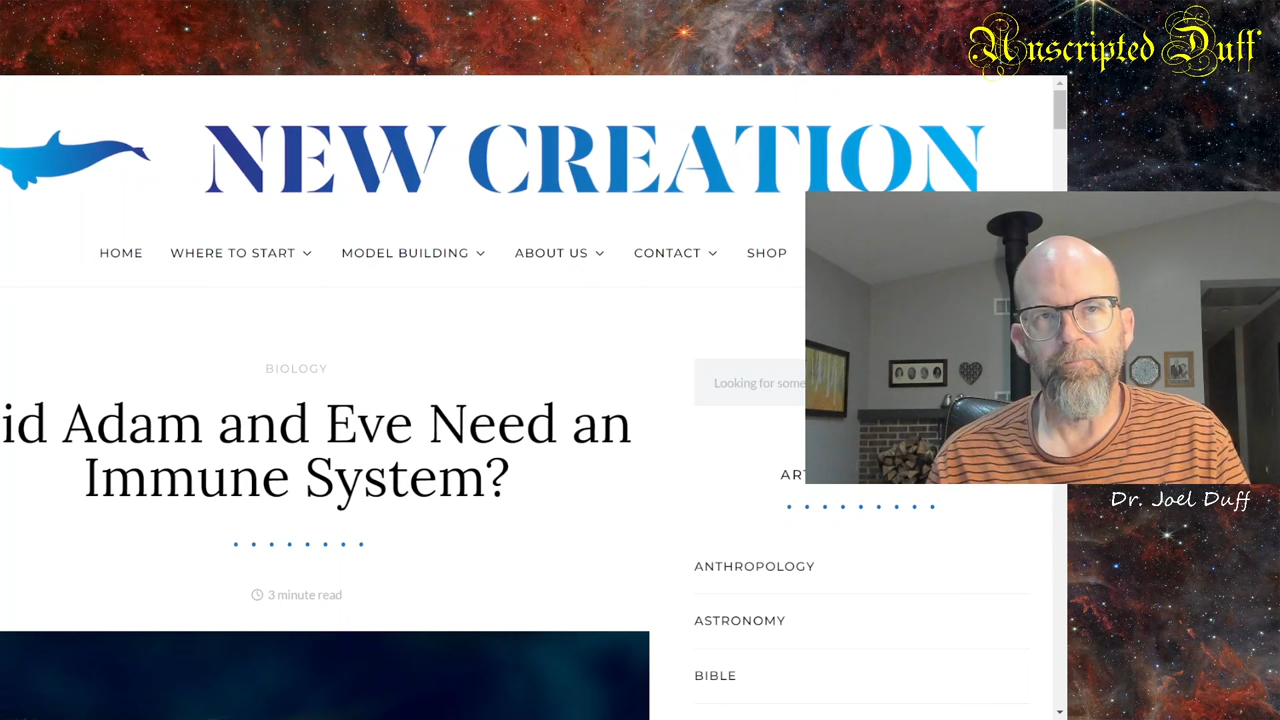 Unscripted Duff
NEW CREATION
HOME WHERE TO START MODEL BUILDING ABOUT US CONTACT SHOP
BIOLOGY
id Adam and Eve Need an
Immune System?
3 minute read
Looking for some
ART
ANTHROPOLOGY
ASTRONOMY
BIBLE
Dr. Joel Duff